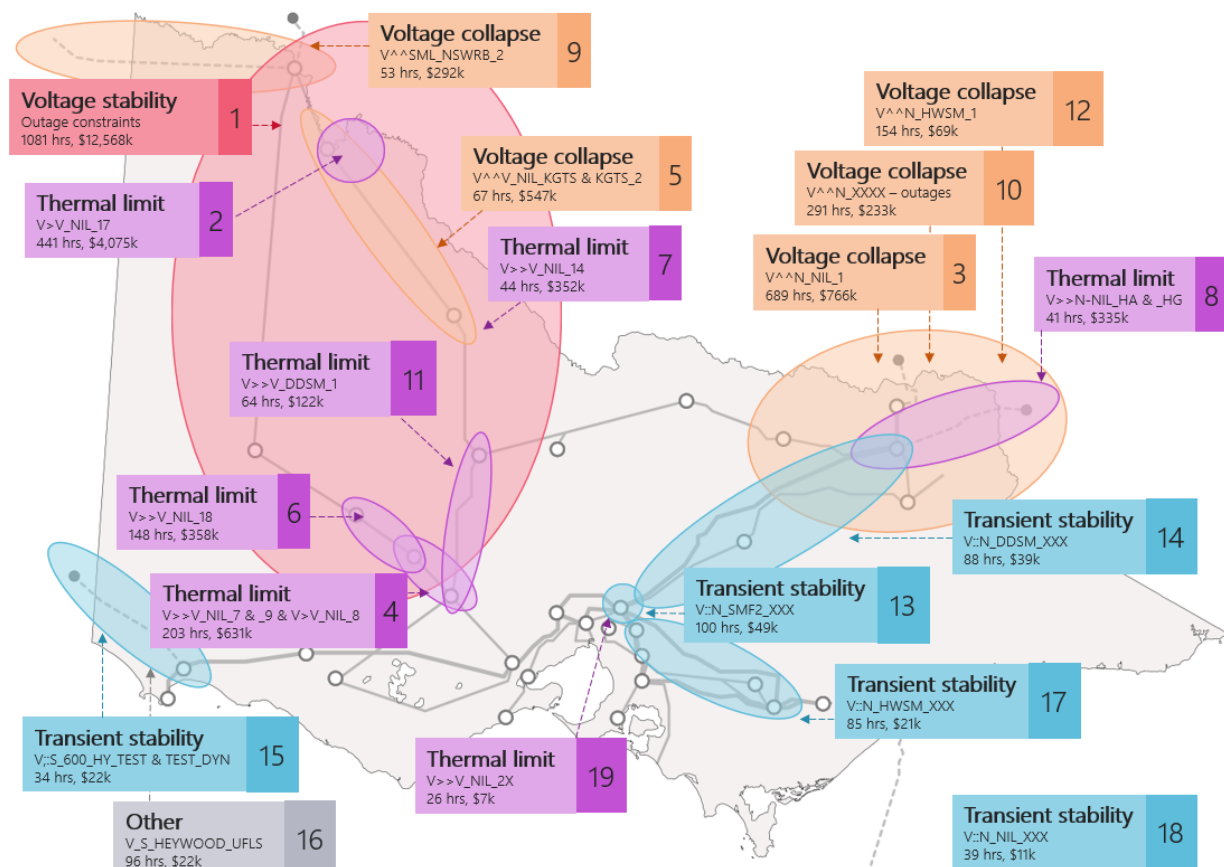 Voltage collapse
V^^SML_NSWRB_2
53 hrs, $292k
9
Voltage stability
Outage constraints
1081 hrs, $12,568k
1
Voltage collapse
V^^N_HWSM_1
154 hrs, $69k
12
Voltage collapse
V^^V_NIL_KGTS & KGTS_2
67 hrs, $547k
5
Voltage collapse
V^^N_XXXX – outages
291 hrs, $233k
10
Thermal limit
V>V_NIL_17
441 hrs, $4,075k
2
Thermal limit
V>>V_NIL_14
44 hrs, $352k
7
Voltage collapse
V^^N_NIL_1
689 hrs, $766k
3
Thermal limit
V>>N-NIL_HA & _HG
41 hrs, $335k
8
Thermal limit
V>>V_DDSM_1
64 hrs, $122k
11
Thermal limit
V>>V_NIL_18
148 hrs, $358k
6
Transient stability
V::N_DDSM_XXX
88 hrs, $39k
14
Thermal limit
V>>V_NIL_7 & _9 & V>V_NIL_8
203 hrs, $631k
4
Transient stability
V::N_SMF2_XXX
100 hrs, $49k
13
Transient stability
V::N_HWSM_XXX
85 hrs, $21k
17
Transient stability
V;:S_600_HY_TEST & TEST_DYN
34 hrs, $22k
15
Thermal limit
V>>V_NIL_2X
26 hrs, $7k
19
Other
V_S_HEYWOOD_UFLS
96 hrs, $22k
16
Transient stability
V::N_NIL_XXX
39 hrs, $11k
18